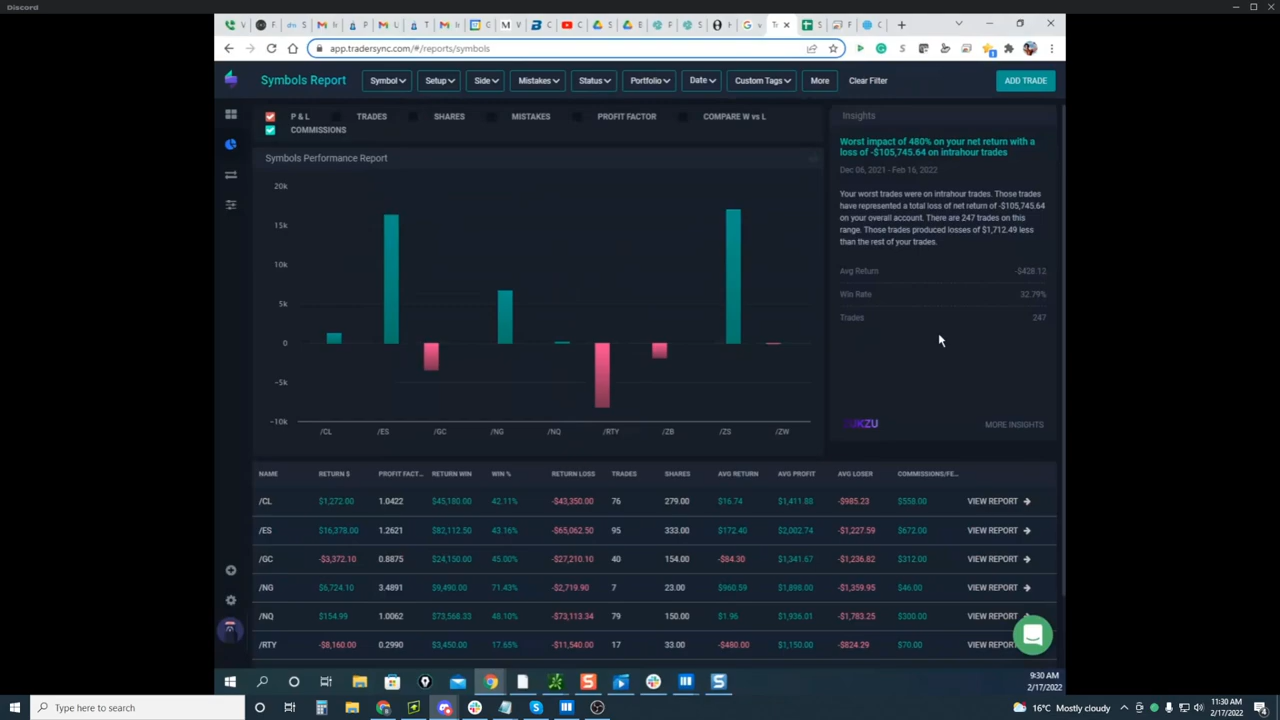 Discord
app.tradersync.com/#/reports/symbols
Symbols Report
Symbol
Setup
Side
Mistakes
Status
Portfolio
Date
Custom Tags
More
Clear Filter
ADD TRADE
P & L
TRADES
SHARES
MISTAKES
PROFIT FACTOR
COMPARE W vs L
COMMISSIONS
Symbols Performance Report
20k
15k
10k
5k
0
-5k
-10k
/CL /ES /GC /NG /NQ /RTY /ZB /ZS /ZW
Insights
Worst impact of 480% on your net return with a
loss of -$105,745.64 on intrahour trades
Dec 06, 2021 - Feb 16, 2022
Your worst trades were on intrahour trades. Those trades
have represented a total loss of net return of -$105,745.64
on your overall account. There are 247 trades on this
range. Those trades produced losses of $1,712.49 less
than the rest of your trades.
Avg Return -$428.12
Win Rate 32.79%
Trades 247
MORE INSIGHTS
NAME RETURN $ PROFIT FACT... RETURN WIN WIN % RETURN LOSS TRADES SHARES AVG RETURN AVG PROFIT AVG LOSER COMMISSIONS/FE...
/CL $1,272.00 1.0422 $45,180.00 42.11% -$43,350.00 76 279.00 $16.74 $1,411.88 -$985.23 $558.00 VIEW REPORT
/ES $16,378.00 1.2621 $82,112.50 43.16% -$65,062.50 95 333.00 $172.40 $2,002.74 -$1,227.59 $672.00 VIEW REPORT
/GC -$3,372.10 0.8875 $24,150.00 45.00% -$27,210.10 40 154.00 -$84.30 $1,341.67 -$1,236.82 $312.00 VIEW REPORT
/NG $6,724.10 3.4891 $9,490.00 71.43% -$2,719.90 7 23.00 $960.59 $1,898.00 -$1,359.95 $46.00 VIEW REPORT
/NQ $154.99 1.0062 $73,568.33 48.10% -$73,113.34 79 150.00 $1.96 $1,936.01 -$1,783.25 $300.00 VIEW REPORT
/RTY -$8,160.00 0.2990 $3,450.00 17.65% -$11,540.00 17 33.00 -$480.00 $1,150.00 -$824.29 $70.00 VIEW REPORT
9:30 AM
2/17/2022
Type here to search
16°C Mostly cloudy
11:30 AM
2/17/2022